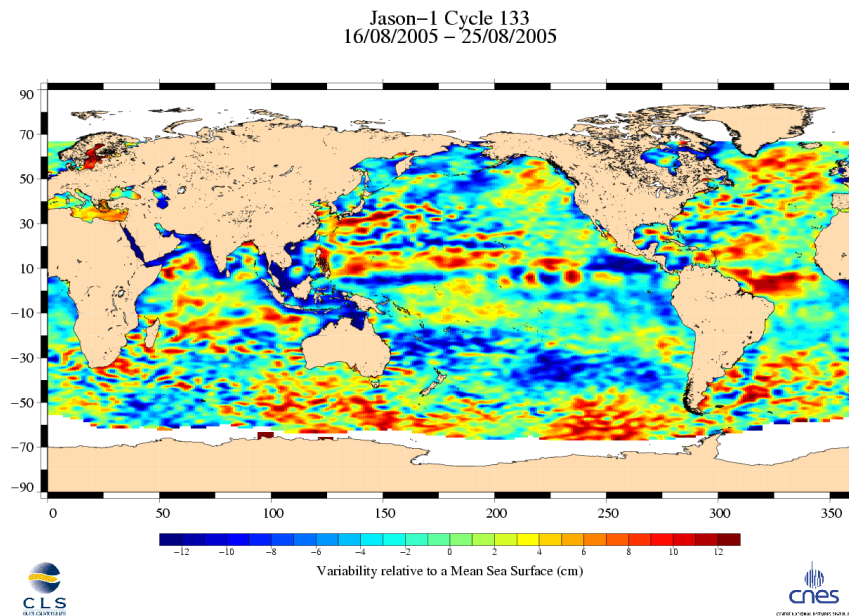 Jason−1 Cycle 133
16/08/2005 − 25/08/2005
90
70
50
30
10
−10
−30
−50
−70
−90
0 50 100 150 200 250 300 350
−12 −10 −8 −6 −4 −2 0 2 4 6 8 10 12
Variability relative to a Mean Sea Surface (cm)
CLS
cnes